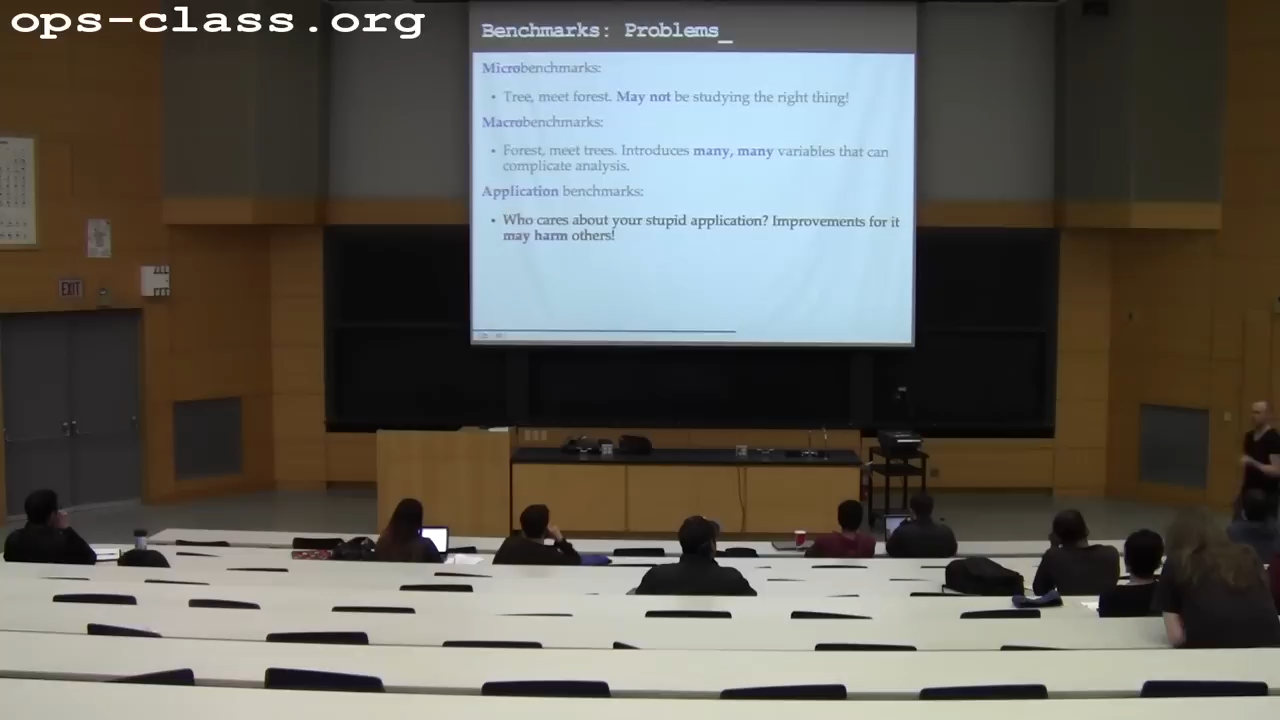 ops-class.org
Benchmarks: Problems_
Microbenchmarks:
• Tree, meet forest. May not be studying the right thing!
Macrobenchmarks:
• Forest, meet trees. Introduces many, many variables that can
complicate analysis.
Application benchmarks:
• Who cares about your stupid application? Improvements for it
may harm others!
EXIT